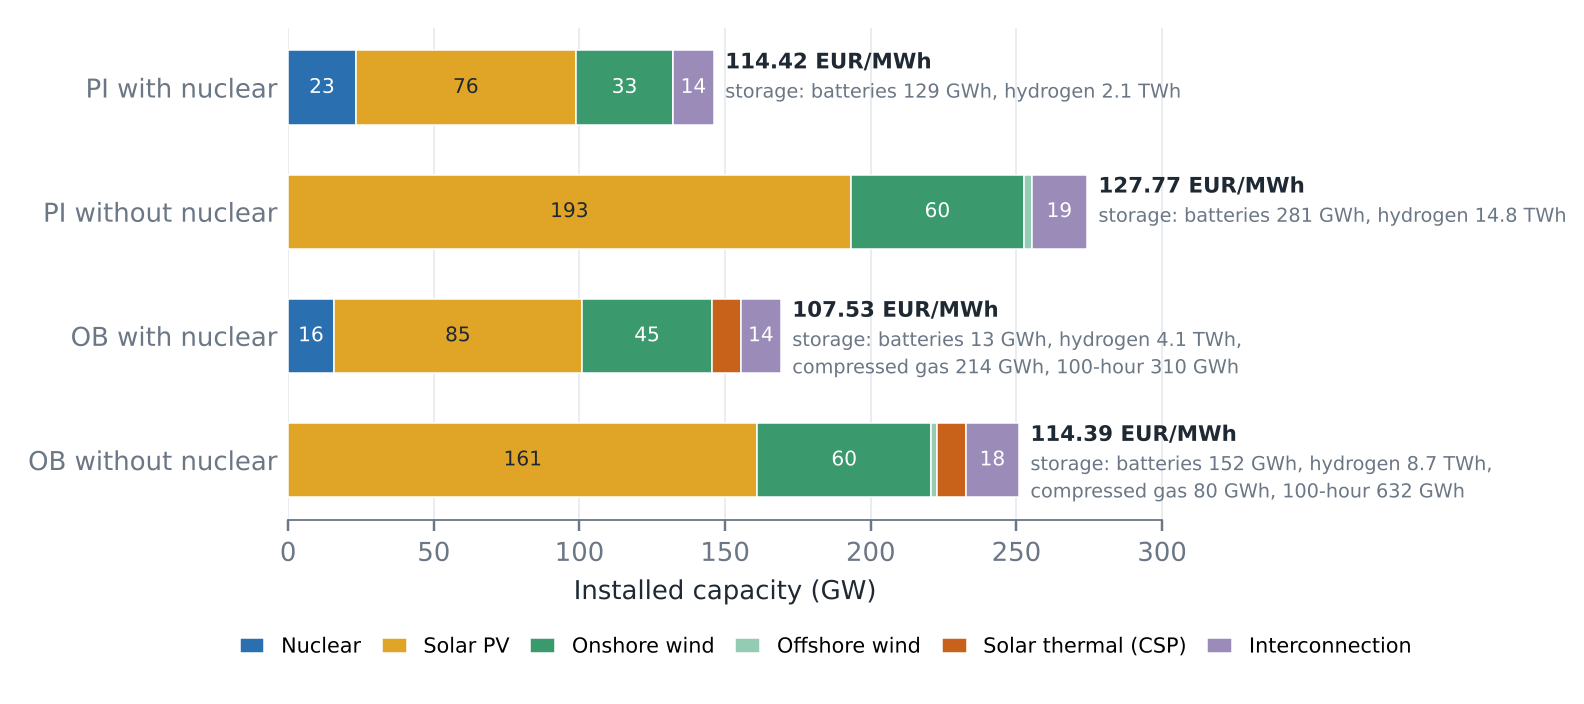 PI with nuclear
23 76 33 14
114.42 EUR/MWh
storage: batteries 129 GWh, hydrogen 2.1 TWh
PI without nuclear
193 60 19
127.77 EUR/MWh
storage: batteries 281 GWh, hydrogen 14.8 TWh
OB with nuclear
16 85 45 14
107.53 EUR/MWh
storage: batteries 13 GWh, hydrogen 4.1 TWh,
compressed gas 214 GWh, 100-hour 310 GWh
OB without nuclear
161 60 18
114.39 EUR/MWh
storage: batteries 152 GWh, hydrogen 8.7 TWh,
compressed gas 80 GWh, 100-hour 632 GWh
0 50 100 150 200 250 300
Installed capacity (GW)
Nuclear Solar PV Onshore wind Offshore wind Solar thermal (CSP) Interconnection